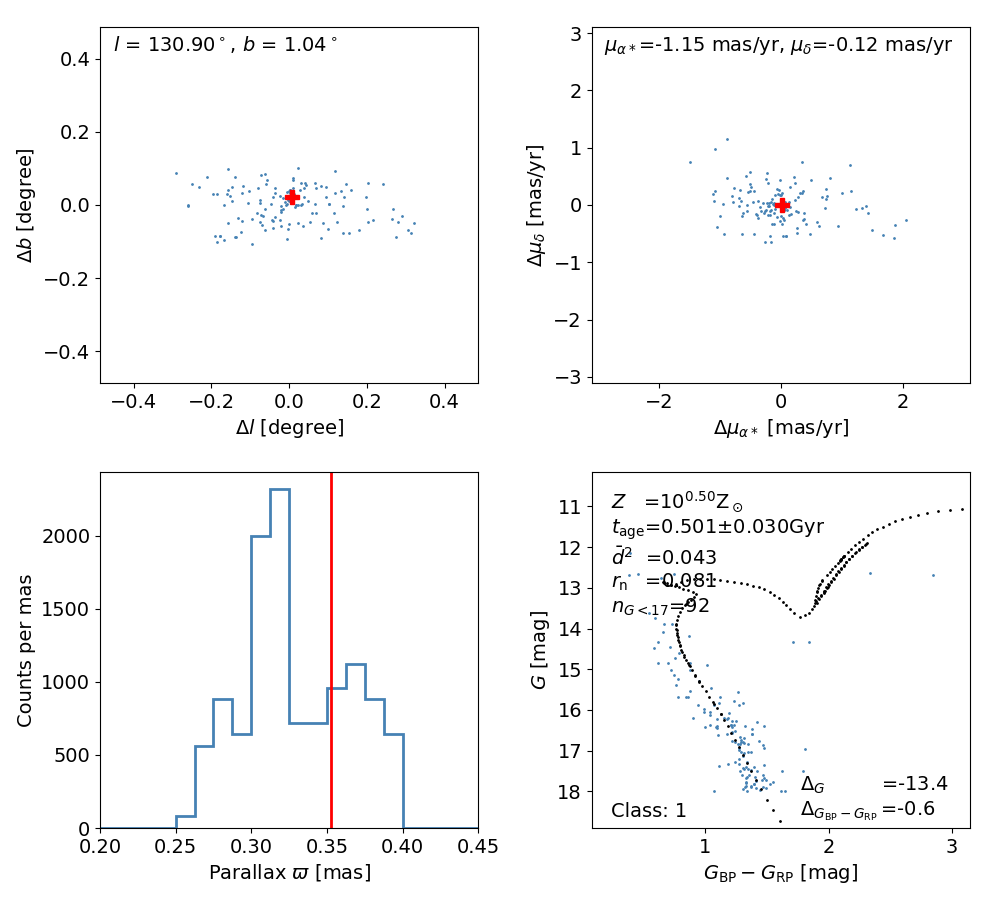 l = 130.90°, b = 1.04°
0.4
0.2
0.0
−0.2
−0.4
Δb [degree]
−0.4 −0.2 0.0 0.2 0.4
Δl [degree]
μα*=-1.15 mas/yr, μδ=-0.12 mas/yr
3
2
1
0
−1
−2
−3
Δμδ [mas/yr]
−2 0 2
Δμα* [mas/yr]
2000
1500
1000
500
0
Counts per mas
0.20 0.25 0.30 0.35 0.40 0.45
Parallax ϖ [mas]
Z =10^0.50 Z⊙
t_age=0.501±0.030Gyr
d̄² =0.043
r_n =0.081
n_G<17=92
11
12
13
14
15
16
17
18
G [mag]
Δ_G =-13.4
Δ_G_BP−G_RP =-0.6
Class: 1
1 2 3
G_BP − G_RP [mag]